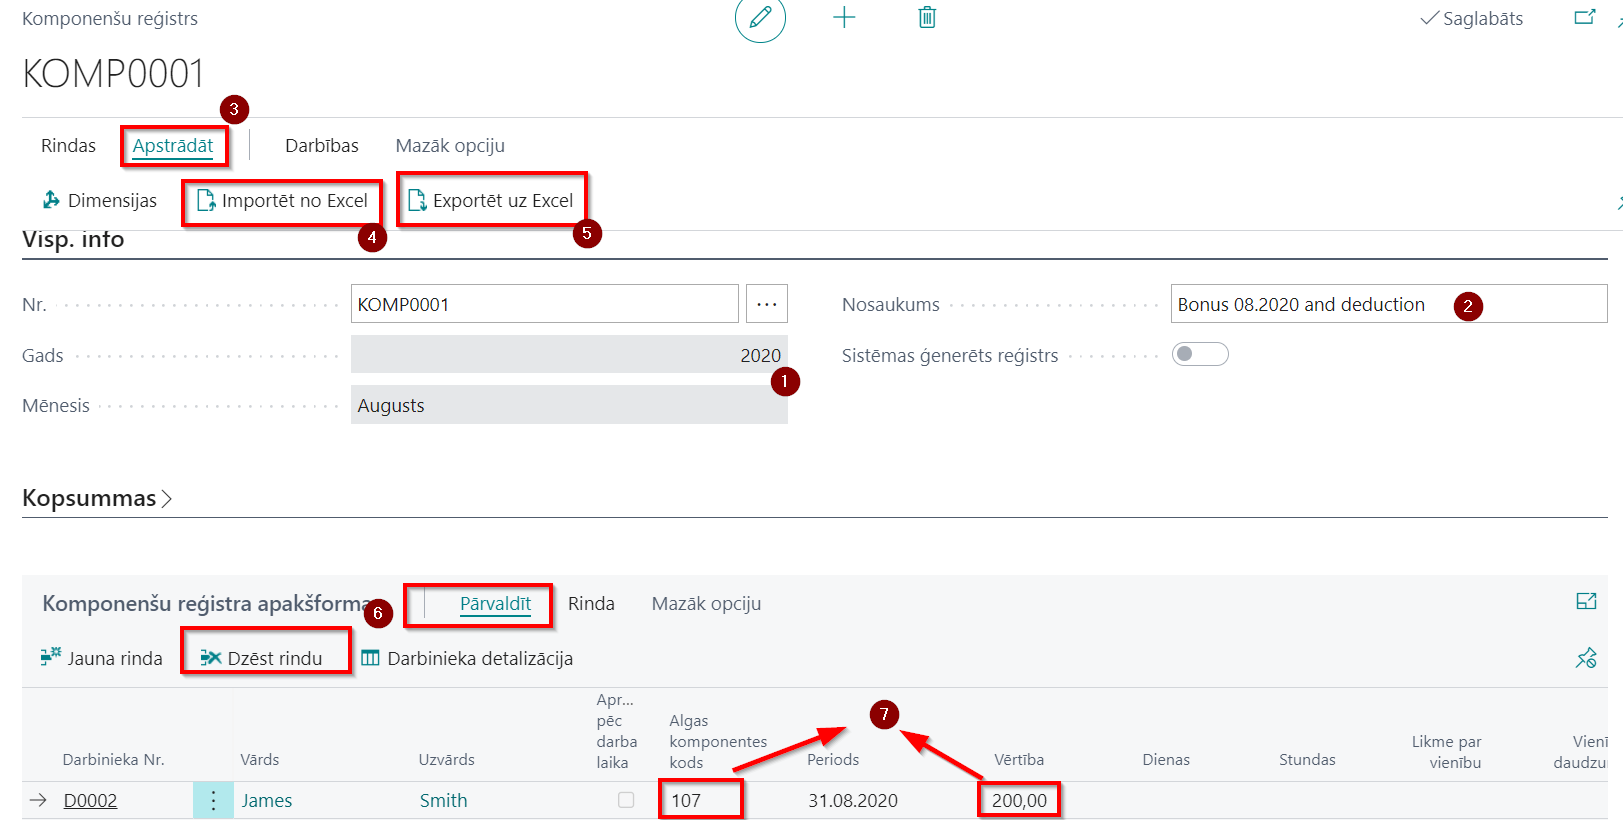 Komponenšu reģistrs
Saglabāts
KOMP0001
3
Rindas Apstrādāt Darbības Mazāk opciju
Dimensijas Importēt no Excel Exportēt uz Excel
4 5
Visp. info
Nr. KOMP0001 ... Nosaukums Bonus 08.2020 and deduction 2
Gads 2020 Sistēmas ģenerēts reģistrs
1
Mēnesis Augusts
Kopsummas
Komponenšu reģistra apakšforma 6 Pārvaldīt Rinda Mazāk opciju
Jauna rinda Dzēst rindu Darbinieka detalizācija
7
Darbinieka Nr. Vārds Uzvārds Apr... pēc darba laika Algas komponentes kods Periods Vērtība Dienas Stundas Likme par vienību
D0002 James Smith 107 31.08.2020 200,00